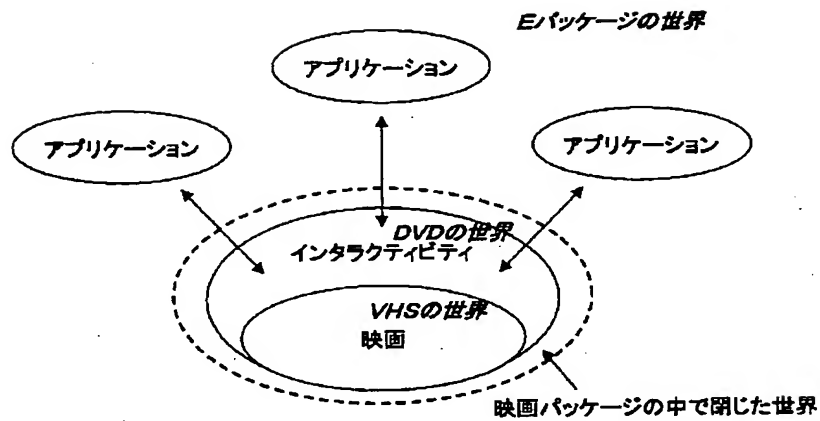 Eパッケージの世界
アプリケーション
アプリケーション
アプリケーション
DVDの世界
インタラクティビティ
VHSの世界
映画
映画パッケージの中で閉じた世界